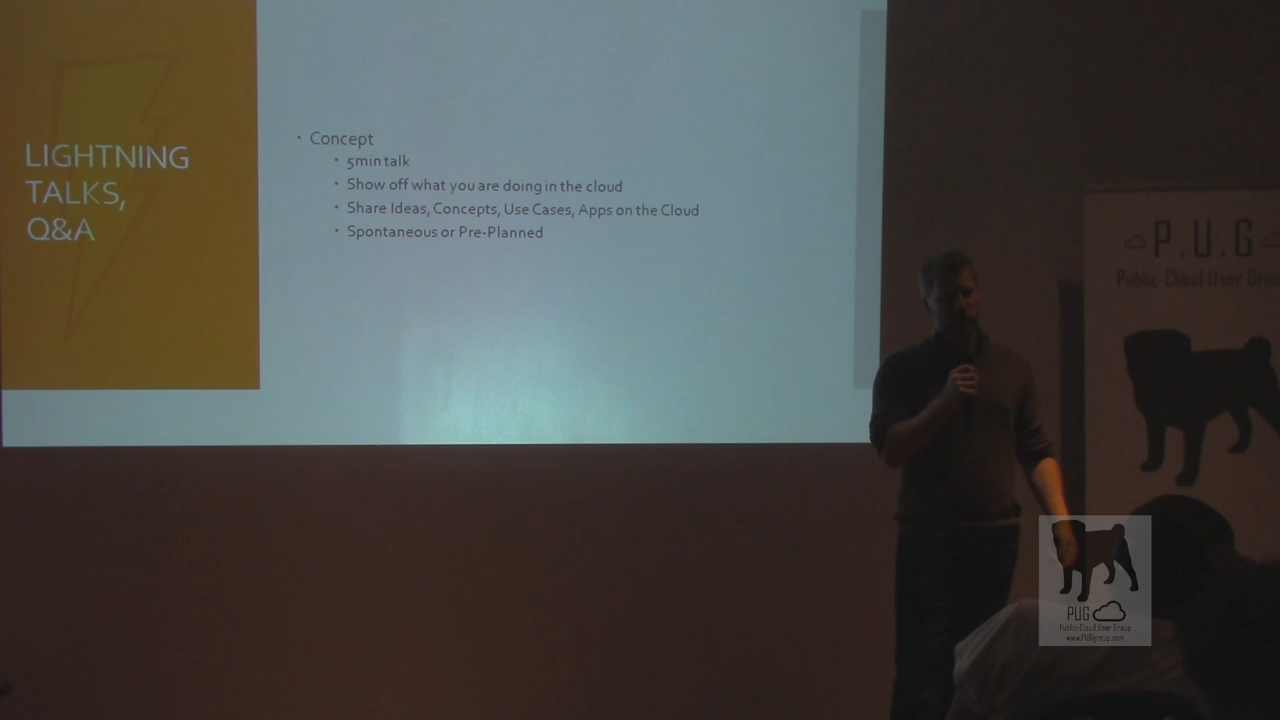 LIGHTNING
TALKS,
Q&A
• Concept
• 5min talk
• Show off what you are doing in the cloud
• Share Ideas, Concepts, Use Cases, Apps on the Cloud
• Spontaneous or Pre-Planned
P.U.G
Public-Cloud User Grou
PUG
Public-Cloud User Group
www.PUGgroup.com